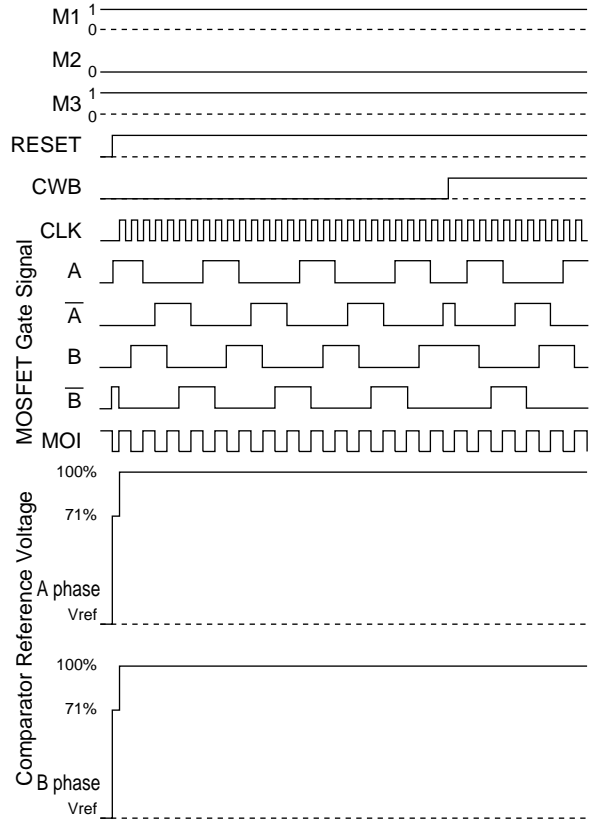 M1 1
0
M2
0
M3 1
0
RESET
CWB
CLK
MOSFET Gate Signal
A
A̅
B
B̅
MOI
Comparator Reference Voltage
100%
71%
A phase
Vref
100%
71%
B phase
Vref